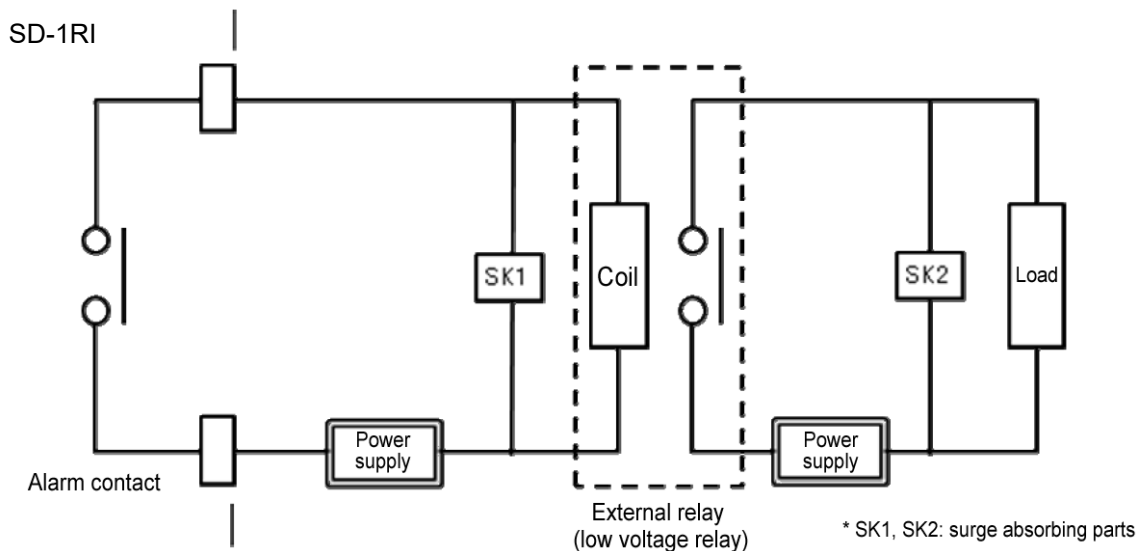 SD-1RI
SK1
Coil
SK2
Load
Power
supply
Power
supply
Alarm contact
External relay
(low voltage relay)
* SK1, SK2: surge absorbing parts